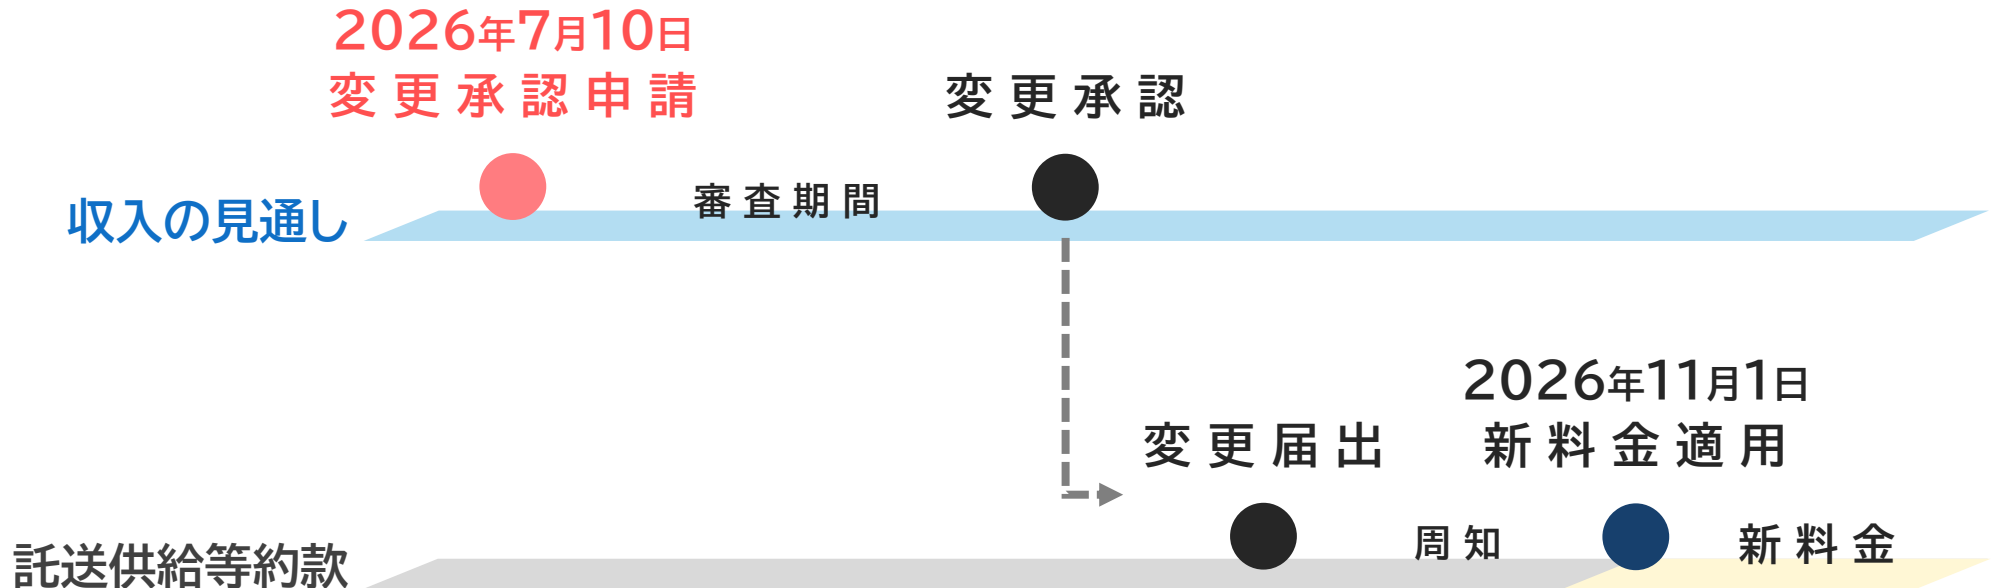 2026年7月10日
変更承認申請
変更承認
審査期間
収入の見通し
2026年11月1日
変更届出
新料金適用
周知
新料金
託送供給等約款